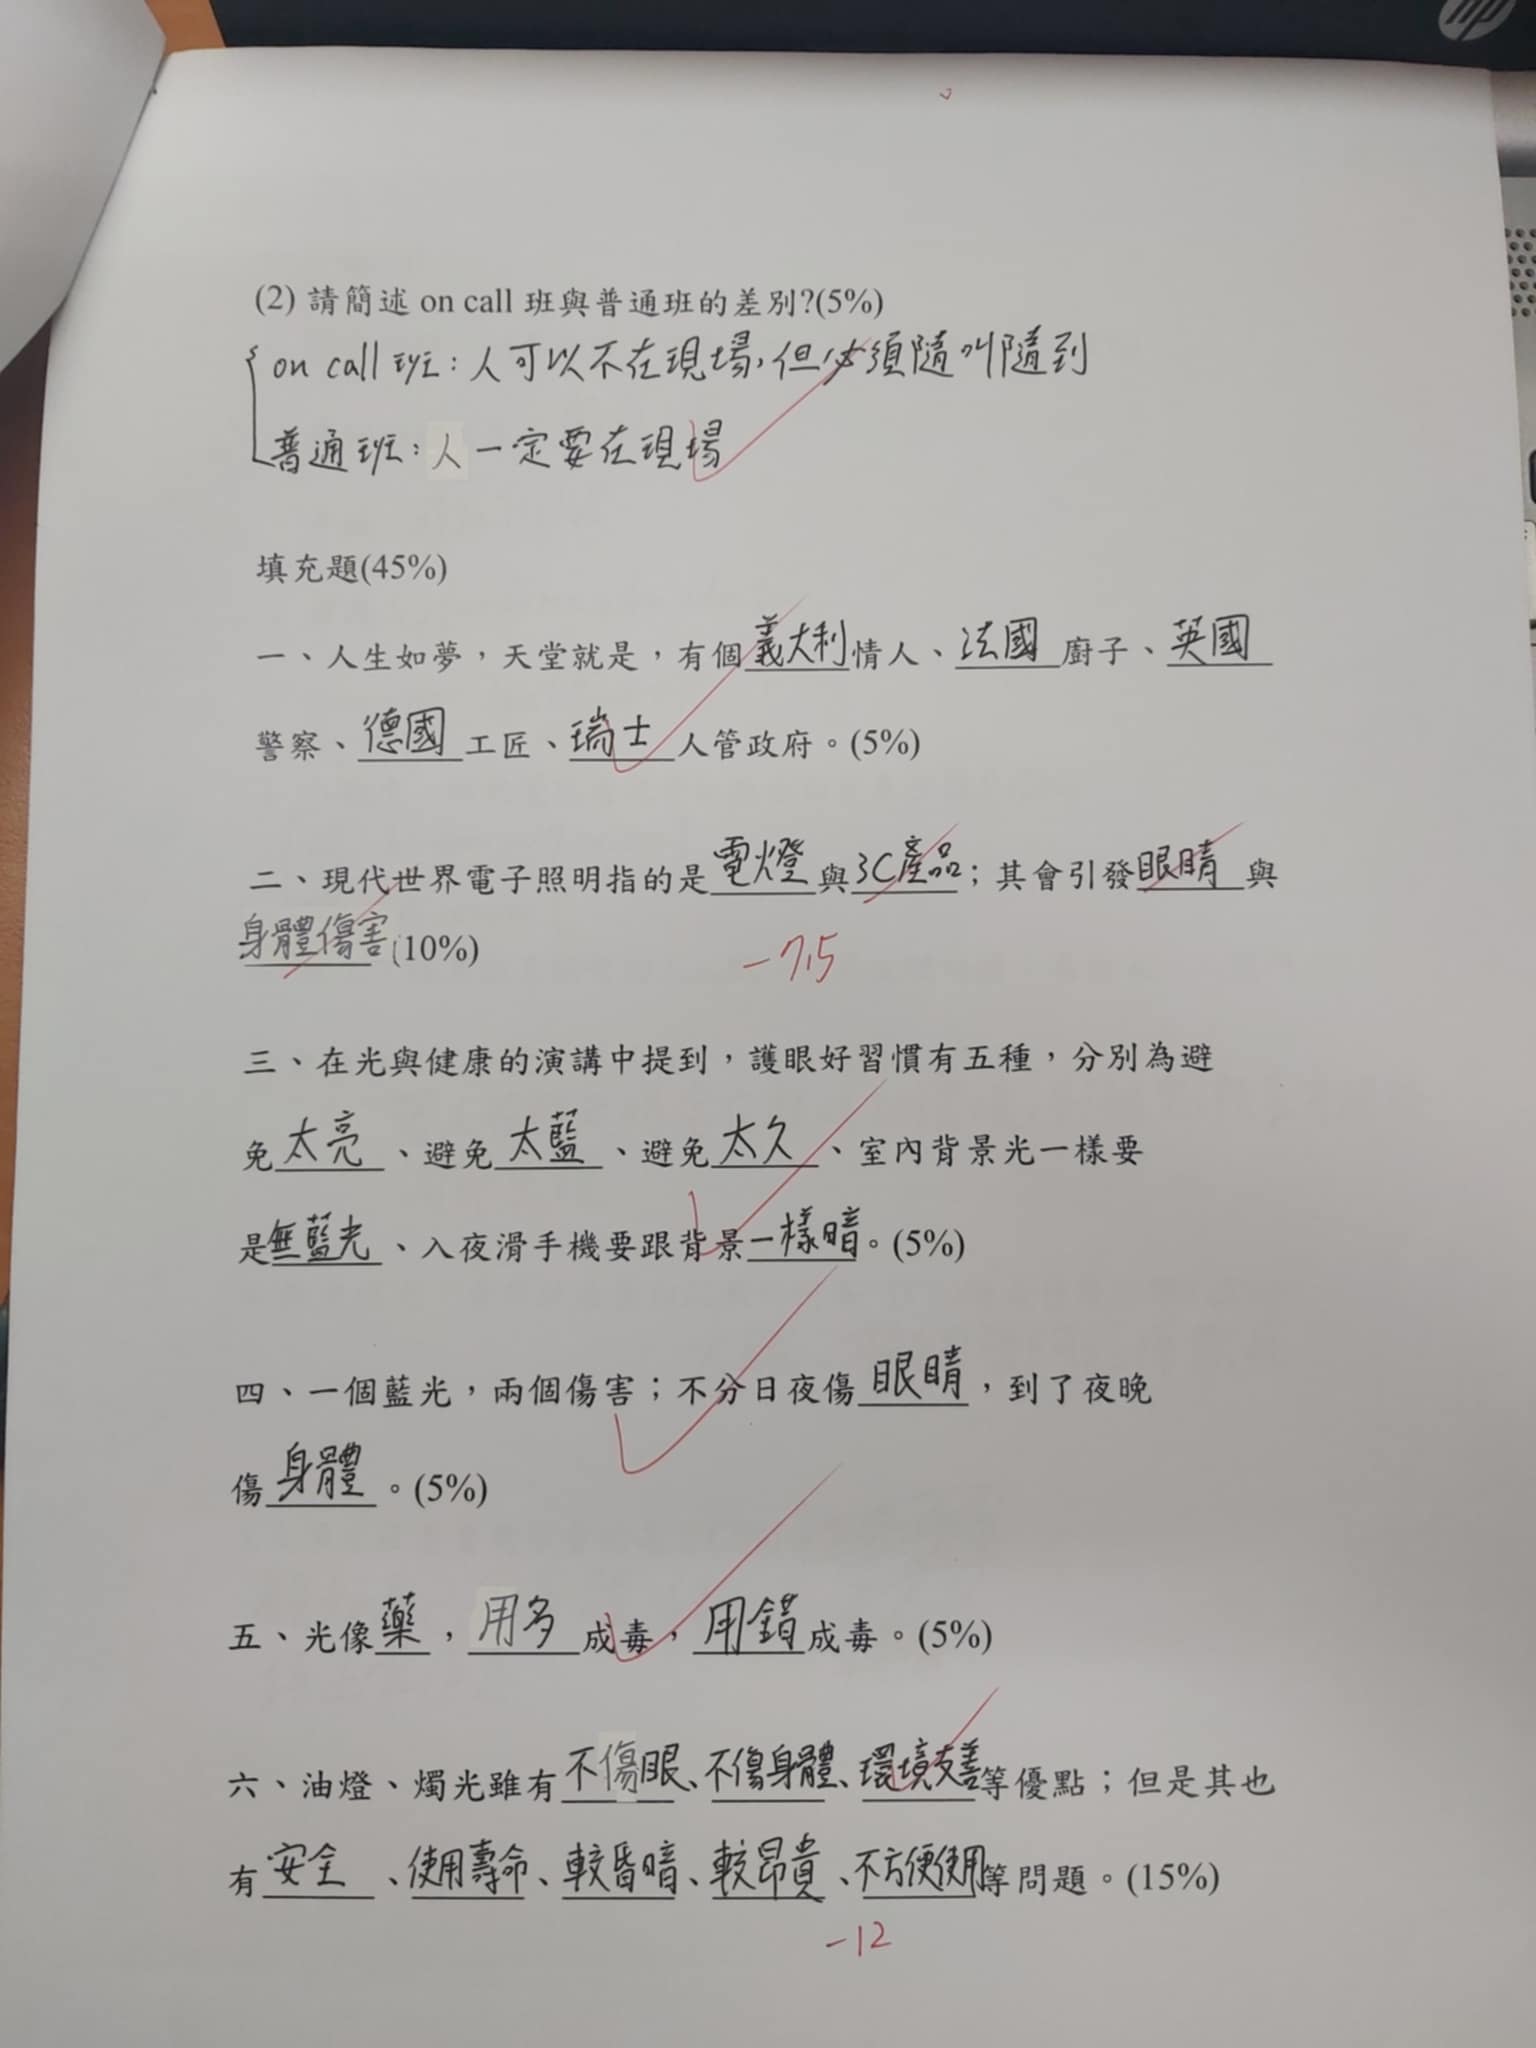 hp
(2) 請簡述 on call 班與普通班的差別?(5%)
on call 班：人可以不在現場，但必須隨叫隨到
普通班：人一定要在現場
填充題(45%)
一、人生如夢，天堂就是，有個義大利情人、法國廚子、英國
警察、德國工匠、瑞士人管政府。(5%)
二、現代世界電子照明指的是電燈與3C產品；其會引發眼睛與
身體傷害(10%)
-7.5
三、在光與健康的演講中提到，護眼好習慣有五種，分別為避
免太亮、避免太藍、避免太久、室內背景光一樣要
是無藍光、入夜滑手機要跟背景一樣暗。(5%)
四、一個藍光，兩個傷害；不分日夜傷眼睛，到了夜晚
傷身體。(5%)
五、光像藥，用多成毒，用錯成毒。(5%)
六、油燈、燭光雖有不傷眼、不傷身體、環境友善等優點；但是其也
有安全、使用壽命、較昏暗、較昂貴、不方便使用等問題。(15%)
-12